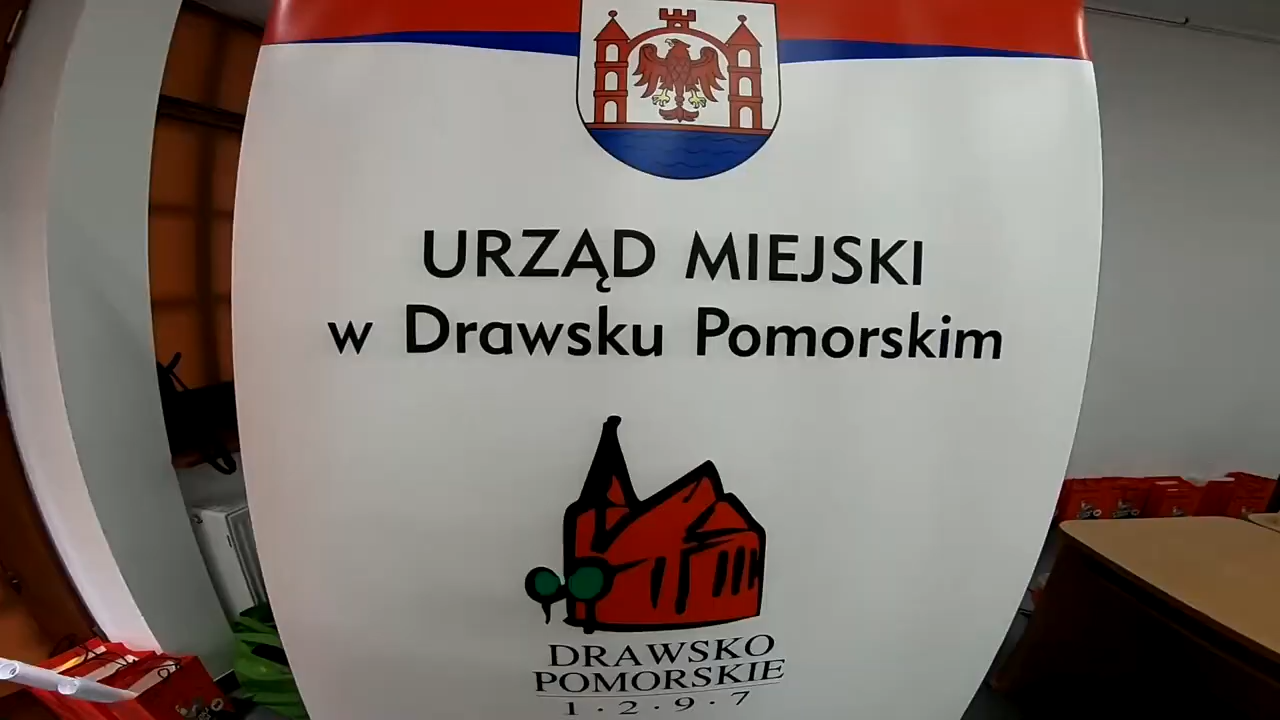 URZĄD MIEJSKI
w Drawsku Pomorskim
DRAWSKO
POMORSKIE
1·2·9·7